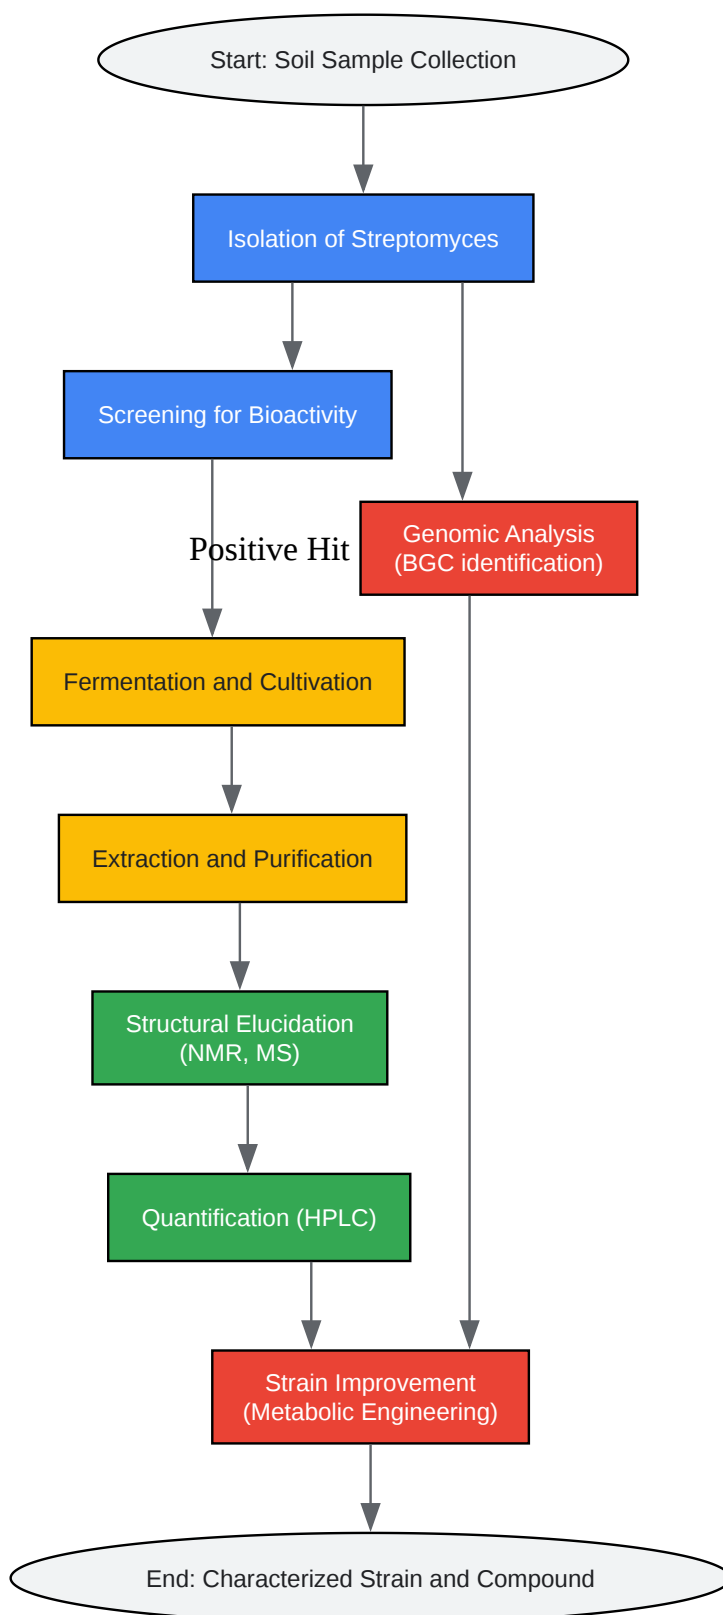 Start: Soil Sample Collection
Isolation of Streptomyces
Screening for Bioactivity
Positive Hit
Genomic Analysis
(BGC identification)
Fermentation and Cultivation
Extraction and Purification
Structural Elucidation
(NMR, MS)
Quantification (HPLC)
Strain Improvement
(Metabolic Engineering)
End: Characterized Strain and Compound